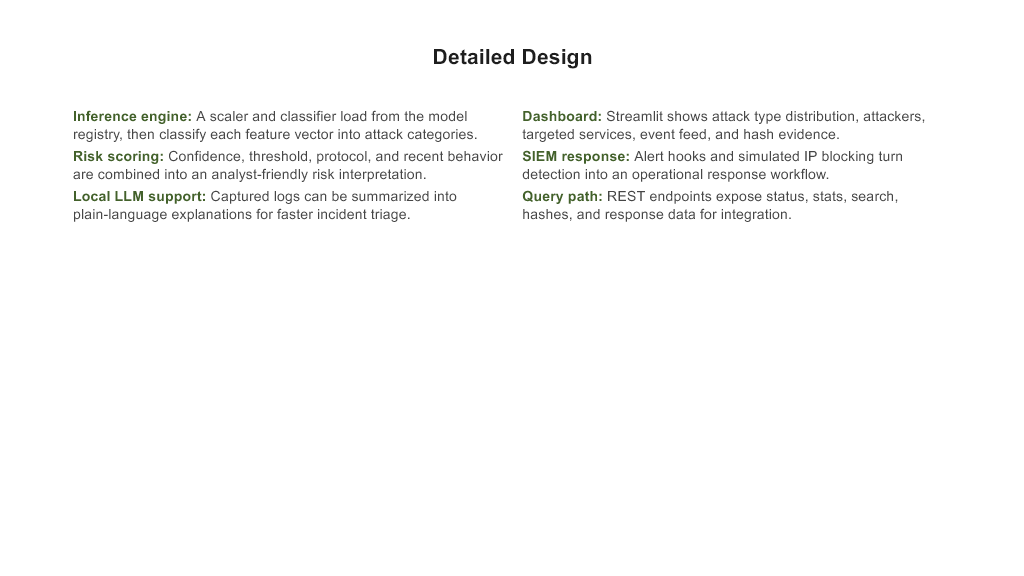 Detailed Design
Inference engine: A scaler and classifier load from the model
registry, then classify each feature vector into attack categories.
Risk scoring: Confidence, threshold, protocol, and recent behavior
are combined into an analyst-friendly risk interpretation.
Local LLM support: Captured logs can be summarized into
plain-language explanations for faster incident triage.
Dashboard: Streamlit shows attack type distribution, attackers,
targeted services, event feed, and hash evidence.
SIEM response: Alert hooks and simulated IP blocking turn
detection into an operational response workflow.
Query path: REST endpoints expose status, stats, search,
hashes, and response data for integration.